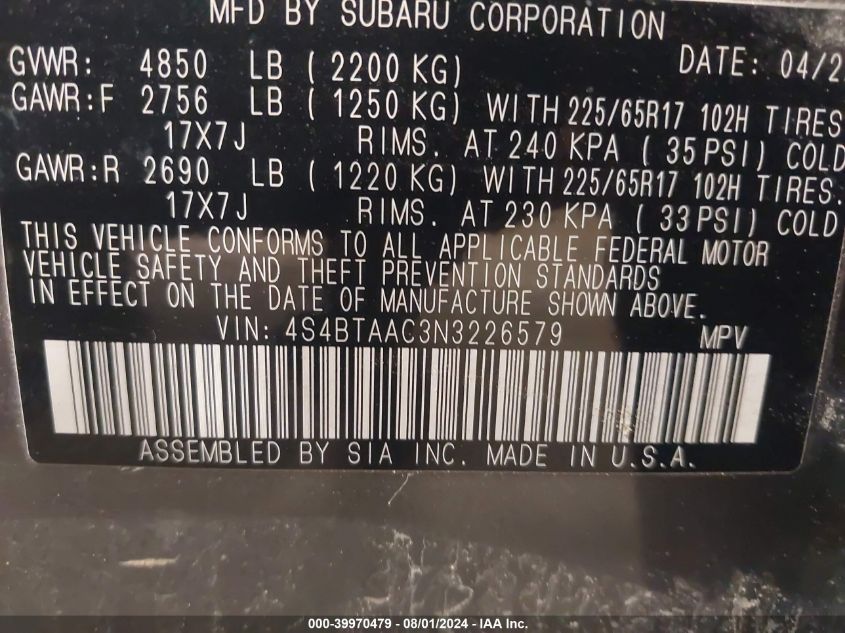 MFD BY SUBARU CORPORATION
GVWR: 4850 LB ( 2200 KG) DATE: 04/2
GAWR:F 2756 LB ( 1250 KG) WITH 225/65R17 102H TIRES
17X7J RIMS. AT 240 KPA ( 35 PSI) COLD
GAWR:R 2690 LB ( 1220 KG) WITH 225/65R17 102H TIRES.
17X7J RIMS. AT 230 KPA ( 33 PSI) COLD
THIS VEHICLE CONFORMS TO ALL APPLICABLE FEDERAL MOTOR
VEHICLE SAFETY AND THEFT PREVENTION STANDARDS
IN EFFECT ON THE DATE OF MANUFACTURE SHOWN ABOVE.
VIN: 4S4BTAAC3N3226579 MPV
ASSEMBLED BY SIA INC. MADE IN U.S.A.
000-39970479 - 08/01/2024 - IAA Inc.